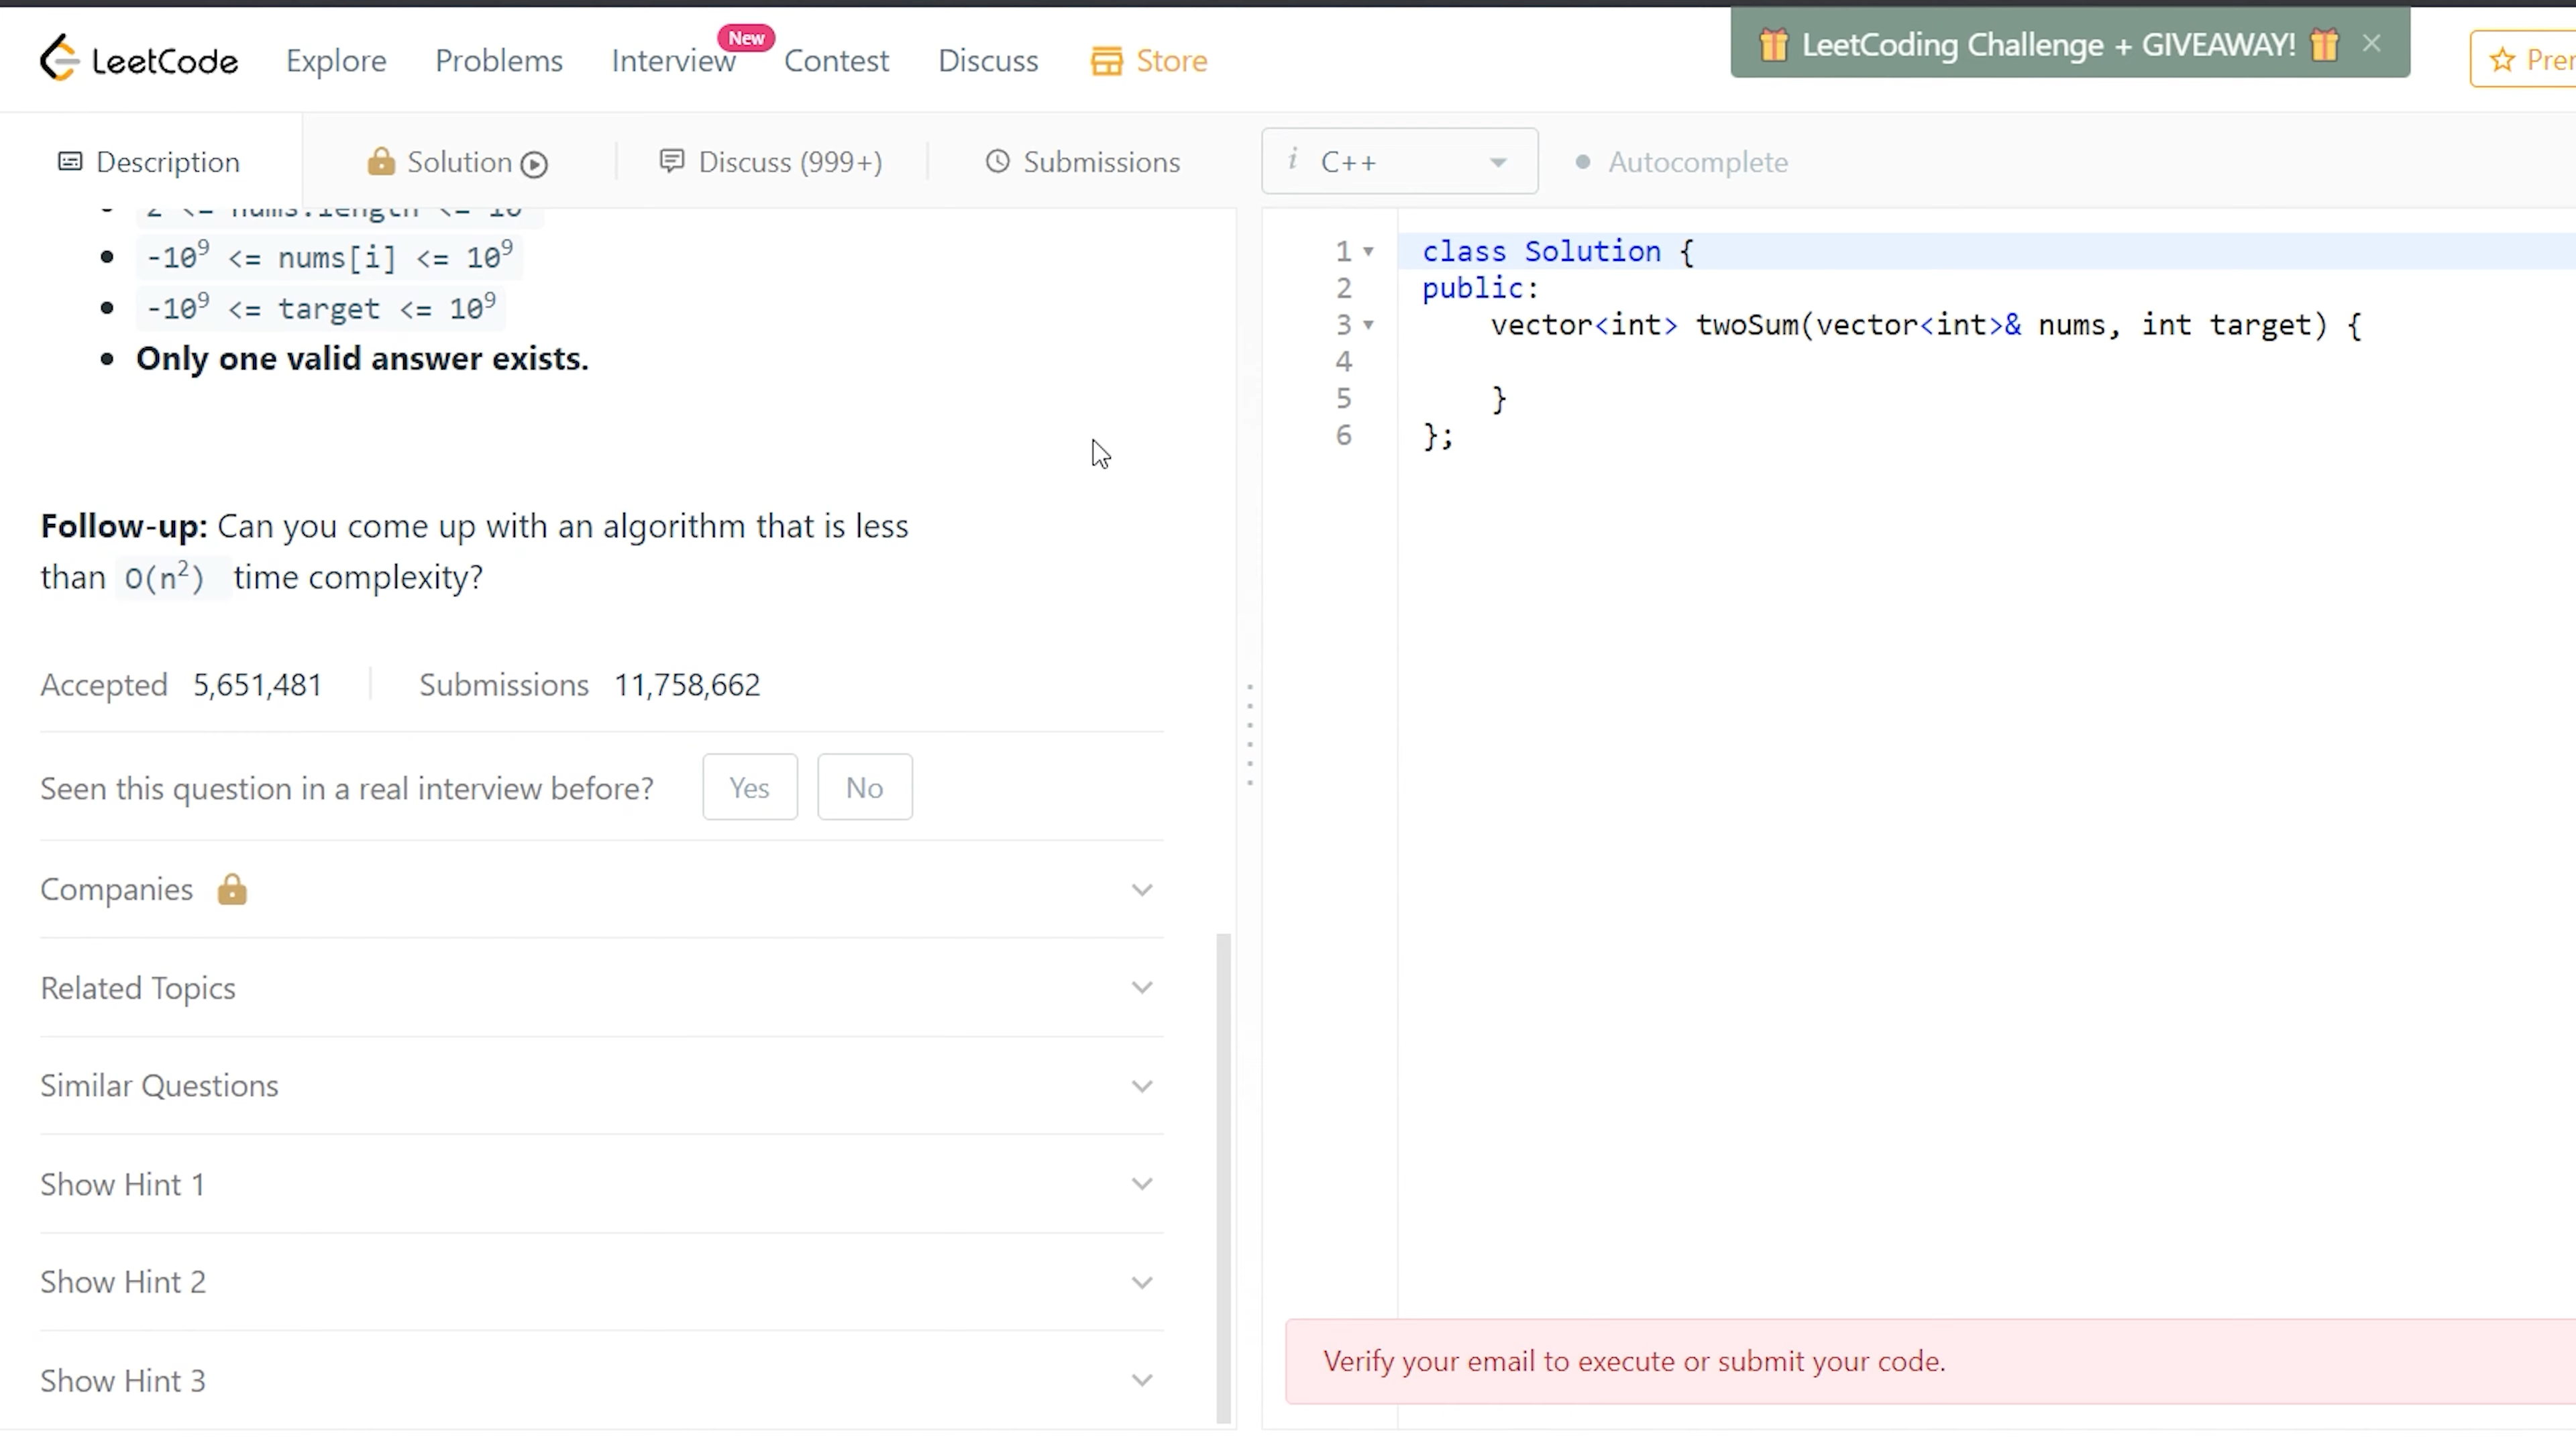 LeetCode Explore Problems Interview New Contest Discuss Store LeetCoding Challenge + GIVEAWAY!
Description Solution Discuss (999+) Submissions i C++ Autocomplete
-10⁹ <= nums[i] <= 10⁹
-10⁹ <= target <= 10⁹
Only one valid answer exists.
Follow-up: Can you come up with an algorithm that is less
than O(n²) time complexity?
Accepted 5,651,481 Submissions 11,758,662
Seen this question in a real interview before? Yes No
Companies
Related Topics
Similar Questions
Show Hint 1
Show Hint 2
Show Hint 3
1 class Solution {
2 public:
3     vector<int> twoSum(vector<int>& nums, int target) {
4
5     }
6 };
Verify your email to execute or submit your code.